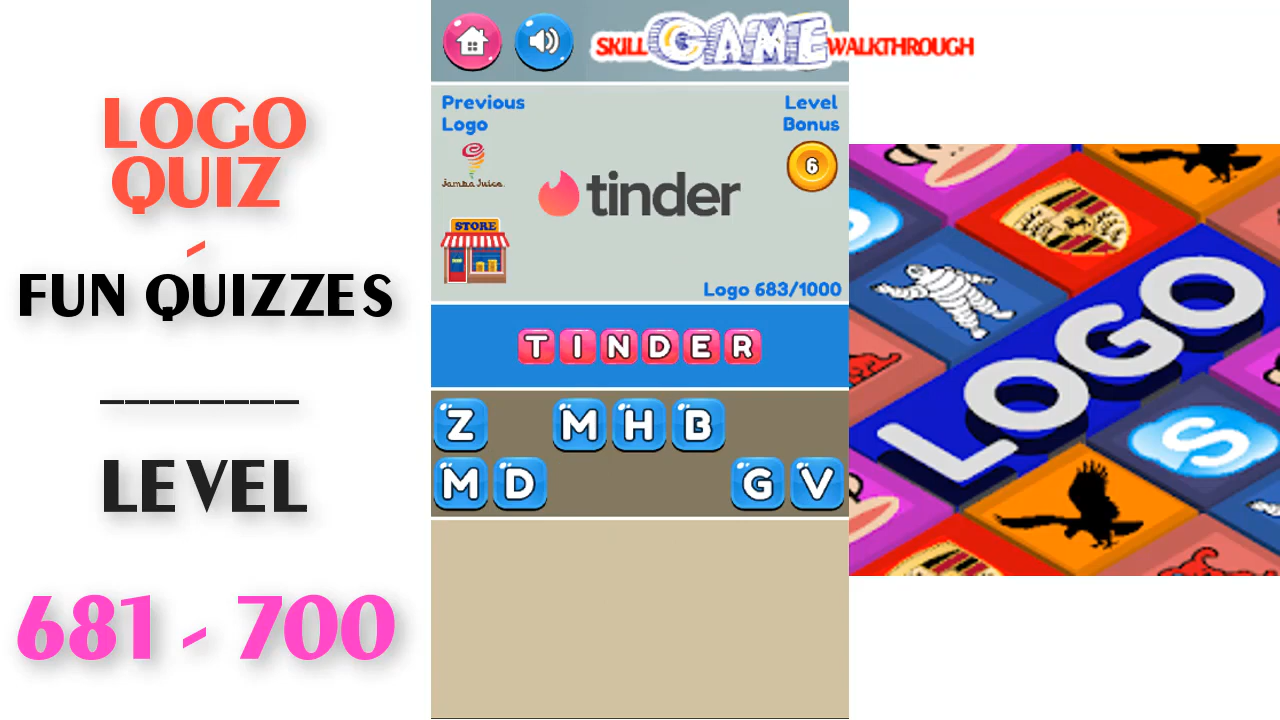 LOGO
QUIZ
-
FUN QUIZZES
________
LEVEL
681 - 700
SKILL GAME WALKTHROUGH
Previous
Logo
Level
Bonus
Jamba Juice
6
tinder
STORE
Logo 683/1000
TINDER
Z M H B
M D G V
LOGO
S